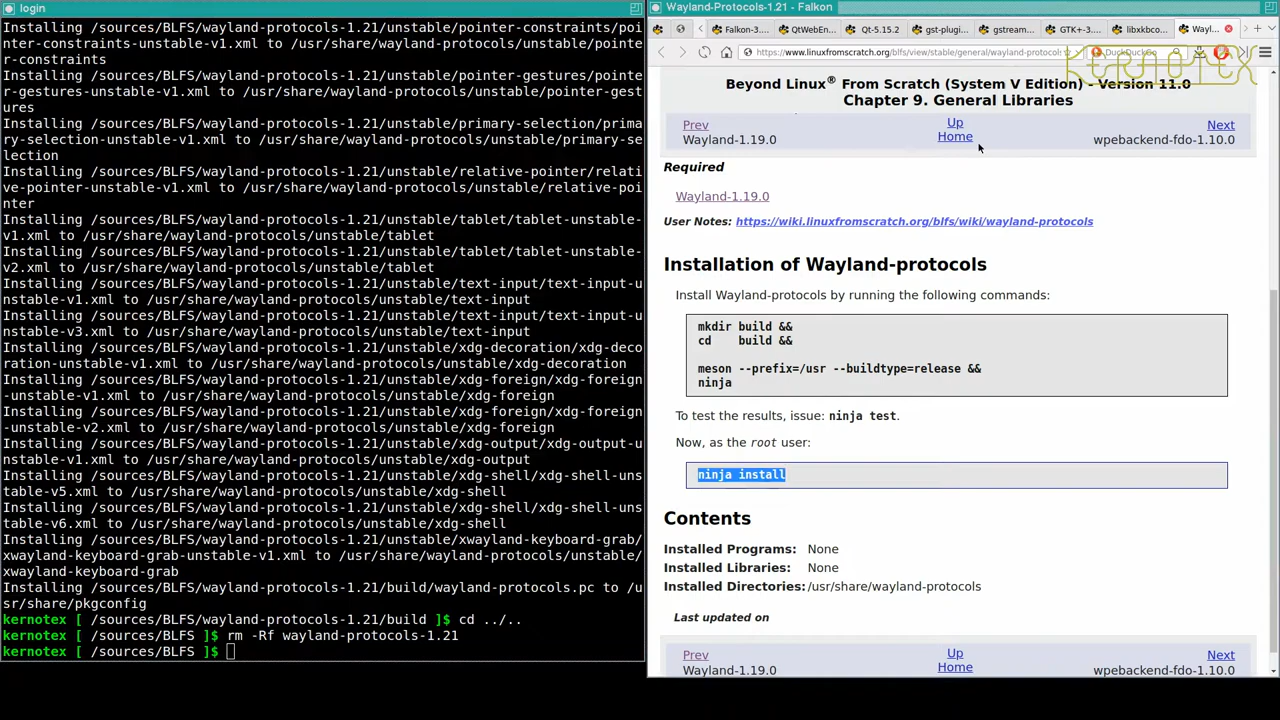 login
Installing /sources/BLFS/wayland-protocols-1.21/unstable/pointer-constraints/poi
nter-constraints-unstable-v1.xml to /usr/share/wayland-protocols/unstable/pointe
r-constraints
Installing /sources/BLFS/wayland-protocols-1.21/unstable/pointer-gestures/pointe
r-gestures-unstable-v1.xml to /usr/share/wayland-protocols/unstable/pointer-gest
ures
Installing /sources/BLFS/wayland-protocols-1.21/unstable/primary-selection/prima
ry-selection-unstable-v1.xml to /usr/share/wayland-protocols/unstable/primary-se
lection
Installing /sources/BLFS/wayland-protocols-1.21/unstable/relative-pointer/relati
ve-pointer-unstable-v1.xml to /usr/share/wayland-protocols/unstable/relative-poi
nter
Installing /sources/BLFS/wayland-protocols-1.21/unstable/tablet/tablet-unstable-
v1.xml to /usr/share/wayland-protocols/unstable/tablet
Installing /sources/BLFS/wayland-protocols-1.21/unstable/tablet/tablet-unstable-
v2.xml to /usr/share/wayland-protocols/unstable/tablet
Installing /sources/BLFS/wayland-protocols-1.21/unstable/text-input/text-input-u
nstable-v1.xml to /usr/share/wayland-protocols/unstable/text-input
Installing /sources/BLFS/wayland-protocols-1.21/unstable/text-input/text-input-u
nstable-v3.xml to /usr/share/wayland-protocols/unstable/text-input
Installing /sources/BLFS/wayland-protocols-1.21/unstable/xdg-decoration/xdg-deco
ration-unstable-v1.xml to /usr/share/wayland-protocols/unstable/xdg-decoration
Installing /sources/BLFS/wayland-protocols-1.21/unstable/xdg-foreign/xdg-foreign
-unstable-v1.xml to /usr/share/wayland-protocols/unstable/xdg-foreign
Installing /sources/BLFS/wayland-protocols-1.21/unstable/xdg-foreign/xdg-foreign
-unstable-v2.xml to /usr/share/wayland-protocols/unstable/xdg-foreign
Installing /sources/BLFS/wayland-protocols-1.21/unstable/xdg-output/xdg-output-u
nstable-v1.xml to /usr/share/wayland-protocols/unstable/xdg-output
Installing /sources/BLFS/wayland-protocols-1.21/unstable/xdg-shell/xdg-shell-uns
table-v5.xml to /usr/share/wayland-protocols/unstable/xdg-shell
Installing /sources/BLFS/wayland-protocols-1.21/unstable/xdg-shell/xdg-shell-uns
table-v6.xml to /usr/share/wayland-protocols/unstable/xdg-shell
Installing /sources/BLFS/wayland-protocols-1.21/unstable/xwayland-keyboard-grab/
xwayland-keyboard-grab-unstable-v1.xml to /usr/share/wayland-protocols/unstable/
xwayland-keyboard-grab
Installing /sources/BLFS/wayland-protocols-1.21/build/wayland-protocols.pc to /u
sr/share/pkgconfig
kernotex [ /sources/BLFS/wayland-protocols-1.21/build ]$ cd ../..
kernotex [ /sources/BLFS ]$ rm -Rf wayland-protocols-1.21
kernotex [ /sources/BLFS ]$
Wayland-Protocols-1.21 - Falkon
Falkon-3.... QtWebEn... Qt-5.15.2 gst-plugi... gstream... GTK+-3.... libxkbco... Wayl...
https://www.linuxfromscratch.org/blfs/view/stable/general/wayland-protocol DuckDuckGo
KERNOTEX
Beyond Linux® From Scratch (System V Edition) - Version 11.0
Chapter 9. General Libraries
Prev Up Next
Wayland-1.19.0 Home wpebackend-fdo-1.10.0
Required
Wayland-1.19.0
User Notes: https://wiki.linuxfromscratch.org/blfs/wiki/wayland-protocols
Installation of Wayland-protocols
Install Wayland-protocols by running the following commands:
mkdir build &&
cd    build &&
meson --prefix=/usr --buildtype=release &&
ninja
To test the results, issue: ninja test.
Now, as the root user:
ninja install
Contents
Installed Programs: None
Installed Libraries: None
Installed Directories: /usr/share/wayland-protocols
Last updated on
Prev Up Next
Wayland-1.19.0 Home wpebackend-fdo-1.10.0